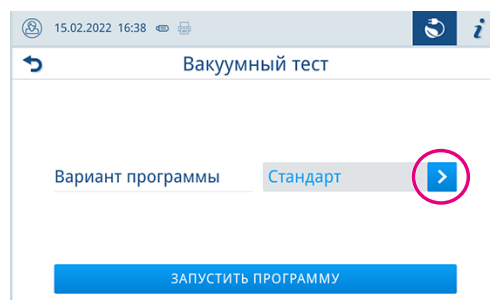 15.02.2022 16:38
i
Вакуумный тест
Вариант программы
Стандарт
ЗАПУСТИТЬ ПРОГРАММУ